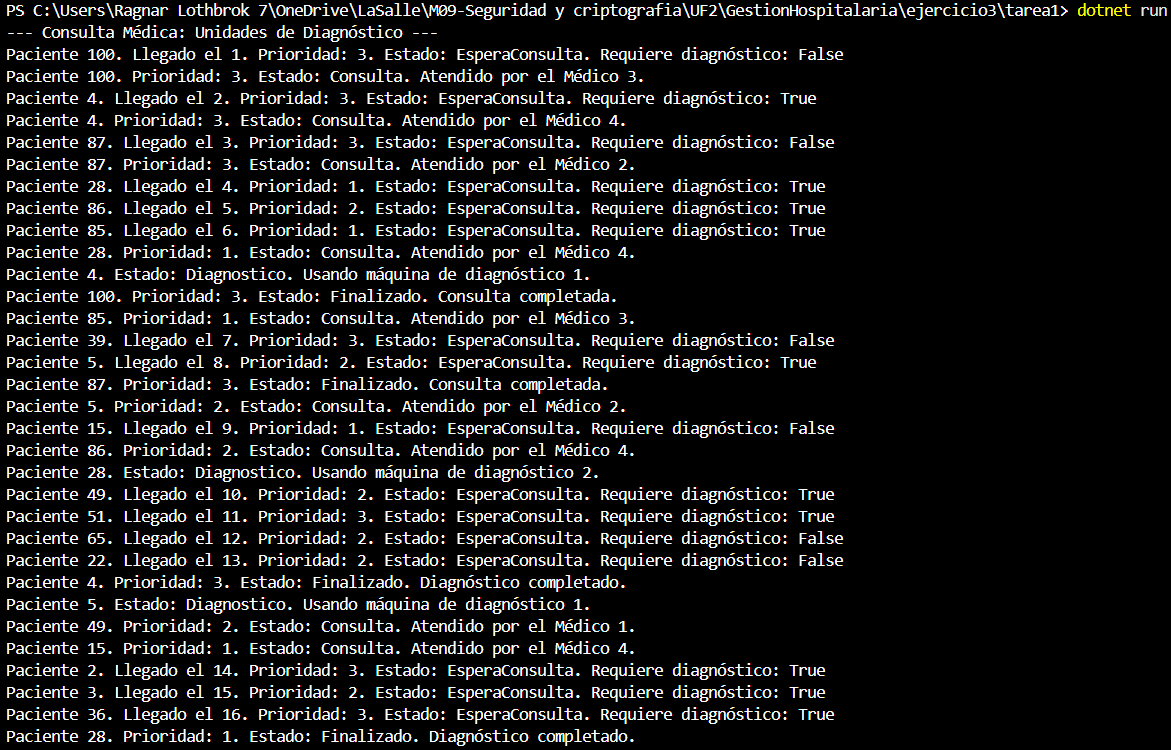 PS C:\Users\Ragnar Lothbrok 7\OneDrive\LaSalle\M09-Seguridad y criptografia\UF2\GestionHospitalaria\ejercicio3\tarea1> dotnet run
--- Consulta Médica: Unidades de Diagnóstico ---
Paciente 100. Llegado el 1. Prioridad: 3. Estado: EsperaConsulta. Requiere diagnóstico: False
Paciente 100. Prioridad: 3. Estado: Consulta. Atendido por el Médico 3.
Paciente 4. Llegado el 2. Prioridad: 3. Estado: EsperaConsulta. Requiere diagnóstico: True
Paciente 4. Prioridad: 3. Estado: Consulta. Atendido por el Médico 4.
Paciente 87. Llegado el 3. Prioridad: 3. Estado: EsperaConsulta. Requiere diagnóstico: False
Paciente 87. Prioridad: 3. Estado: Consulta. Atendido por el Médico 2.
Paciente 28. Llegado el 4. Prioridad: 1. Estado: EsperaConsulta. Requiere diagnóstico: True
Paciente 86. Llegado el 5. Prioridad: 2. Estado: EsperaConsulta. Requiere diagnóstico: True
Paciente 85. Llegado el 6. Prioridad: 1. Estado: EsperaConsulta. Requiere diagnóstico: True
Paciente 28. Prioridad: 1. Estado: Consulta. Atendido por el Médico 4.
Paciente 4. Estado: Diagnostico. Usando máquina de diagnóstico 1.
Paciente 100. Prioridad: 3. Estado: Finalizado. Consulta completada.
Paciente 85. Prioridad: 1. Estado: Consulta. Atendido por el Médico 3.
Paciente 39. Llegado el 7. Prioridad: 3. Estado: EsperaConsulta. Requiere diagnóstico: False
Paciente 5. Llegado el 8. Prioridad: 2. Estado: EsperaConsulta. Requiere diagnóstico: True
Paciente 87. Prioridad: 3. Estado: Finalizado. Consulta completada.
Paciente 5. Prioridad: 2. Estado: Consulta. Atendido por el Médico 2.
Paciente 15. Llegado el 9. Prioridad: 1. Estado: EsperaConsulta. Requiere diagnóstico: False
Paciente 86. Prioridad: 2. Estado: Consulta. Atendido por el Médico 4.
Paciente 28. Estado: Diagnostico. Usando máquina de diagnóstico 2.
Paciente 49. Llegado el 10. Prioridad: 2. Estado: EsperaConsulta. Requiere diagnóstico: True
Paciente 51. Llegado el 11. Prioridad: 3. Estado: EsperaConsulta. Requiere diagnóstico: True
Paciente 65. Llegado el 12. Prioridad: 2. Estado: EsperaConsulta. Requiere diagnóstico: False
Paciente 22. Llegado el 13. Prioridad: 2. Estado: EsperaConsulta. Requiere diagnóstico: False
Paciente 4. Prioridad: 3. Estado: Finalizado. Diagnóstico completado.
Paciente 5. Estado: Diagnostico. Usando máquina de diagnóstico 1.
Paciente 49. Prioridad: 2. Estado: Consulta. Atendido por el Médico 1.
Paciente 15. Prioridad: 1. Estado: Consulta. Atendido por el Médico 4.
Paciente 2. Llegado el 14. Prioridad: 3. Estado: EsperaConsulta. Requiere diagnóstico: True
Paciente 3. Llegado el 15. Prioridad: 2. Estado: EsperaConsulta. Requiere diagnóstico: True
Paciente 36. Llegado el 16. Prioridad: 3. Estado: EsperaConsulta. Requiere diagnóstico: True
Paciente 28. Prioridad: 1. Estado: Finalizado. Diagnóstico completado.